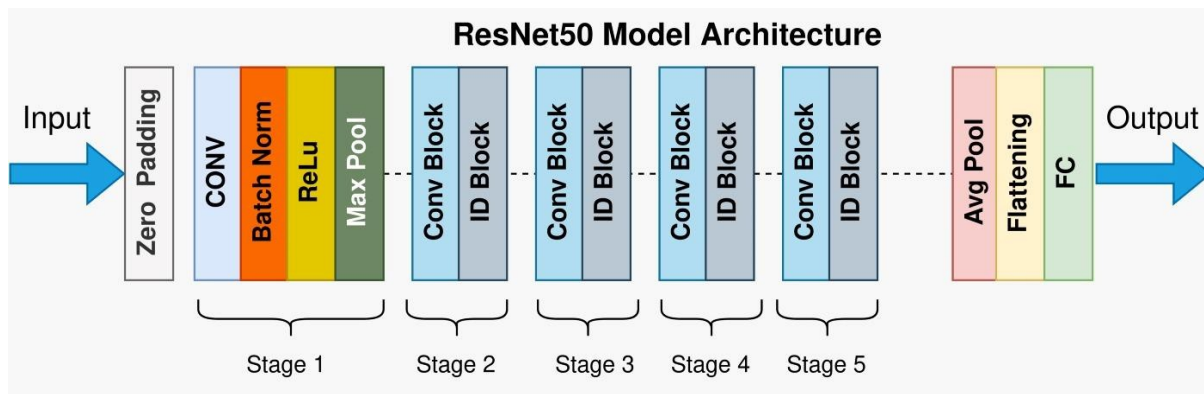 ResNet50 Model Architecture
Input
Zero Padding
CONV
Batch Norm
ReLu
Max Pool
Conv Block
ID Block
Conv Block
ID Block
Conv Block
ID Block
Conv Block
ID Block
Avg Pool
Flattening
FC
Output
Stage 1
Stage 2
Stage 3
Stage 4
Stage 5